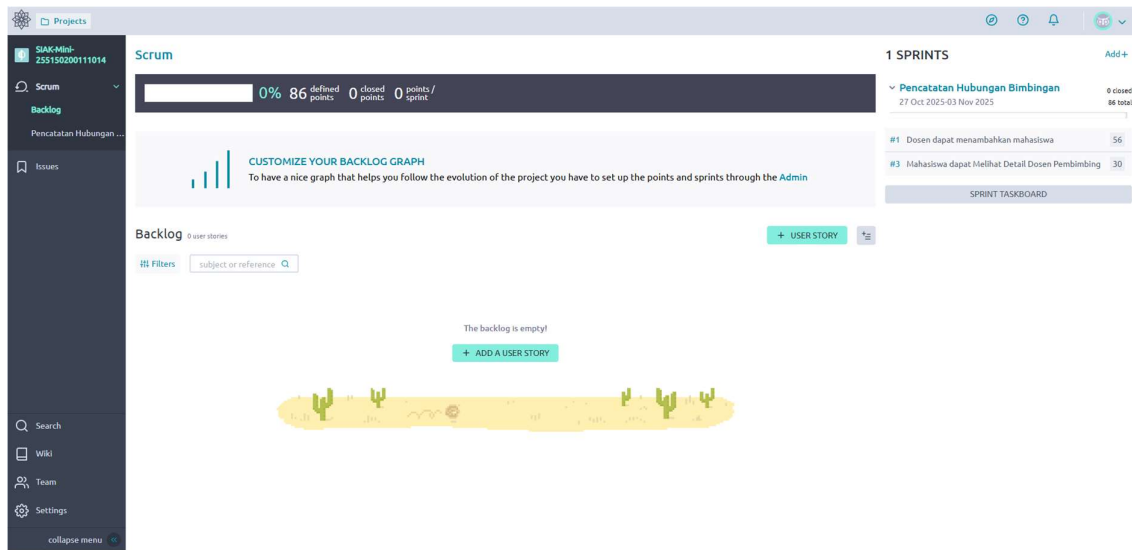 Projects
SIAK-Mini-
255150200111014
Scrum
Backlog
Pencatatan Hubungan ...
Issues
Search
Wiki
Team
Settings
collapse menu
Scrum
0% 86 defined points 0 closed points 0 points / sprint
CUSTOMIZE YOUR BACKLOG GRAPH
To have a nice graph that helps you follow the evolution of the project you have to set up the points and sprints through the Admin
Backlog 0 user stories
+ USER STORY
Filters
subject or reference
The backlog is empty!
+ ADD A USER STORY
1 SPRINTS
Add+
Pencatatan Hubungan Bimbingan
0 closed
27 Oct 2025-03 Nov 2025
86 total
#1 Dosen dapat menambahkan mahasiswa 56
#3 Mahasiswa dapat Melihat Detail Dosen Pembimbing 30
SPRINT TASKBOARD